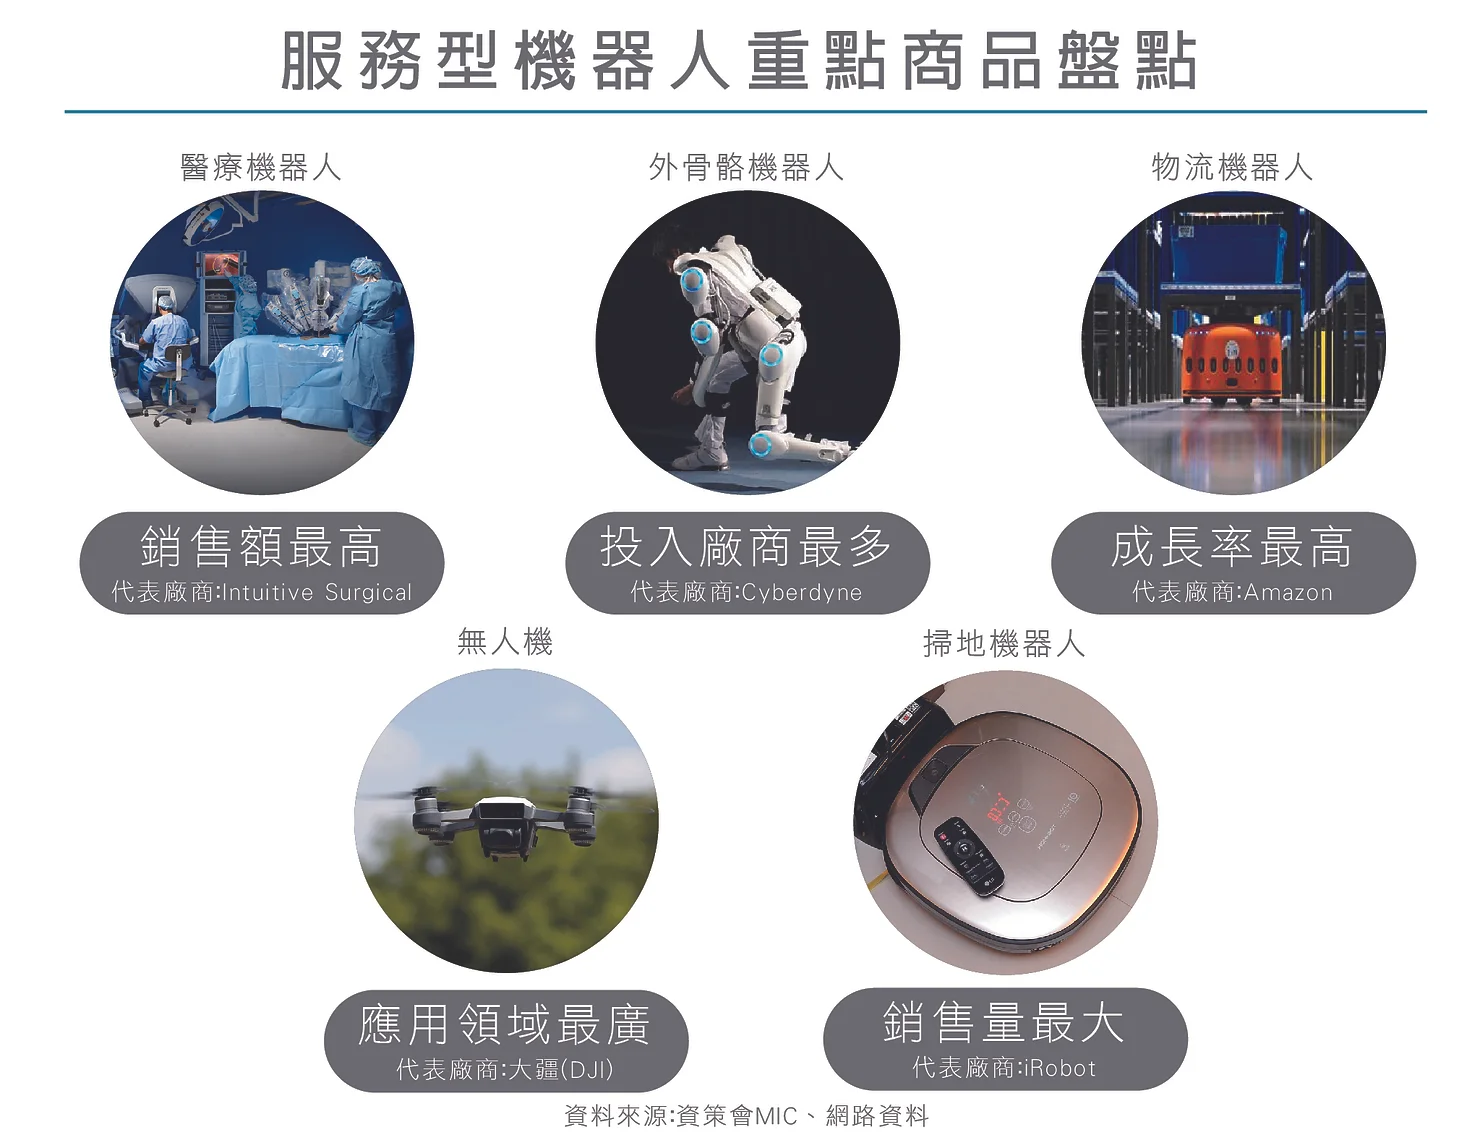 服務型機器人重點商品盤點
醫療機器人
外骨骼機器人
物流機器人
銷售額最高
代表廠商:Intuitive Surgical
投入廠商最多
代表廠商:Cyberdyne
成長率最高
代表廠商:Amazon
無人機
掃地機器人
應用領域最廣
代表廠商:大疆(DJI)
銷售量最大
代表廠商:iRobot
資料來源:資策會MIC、網路資料